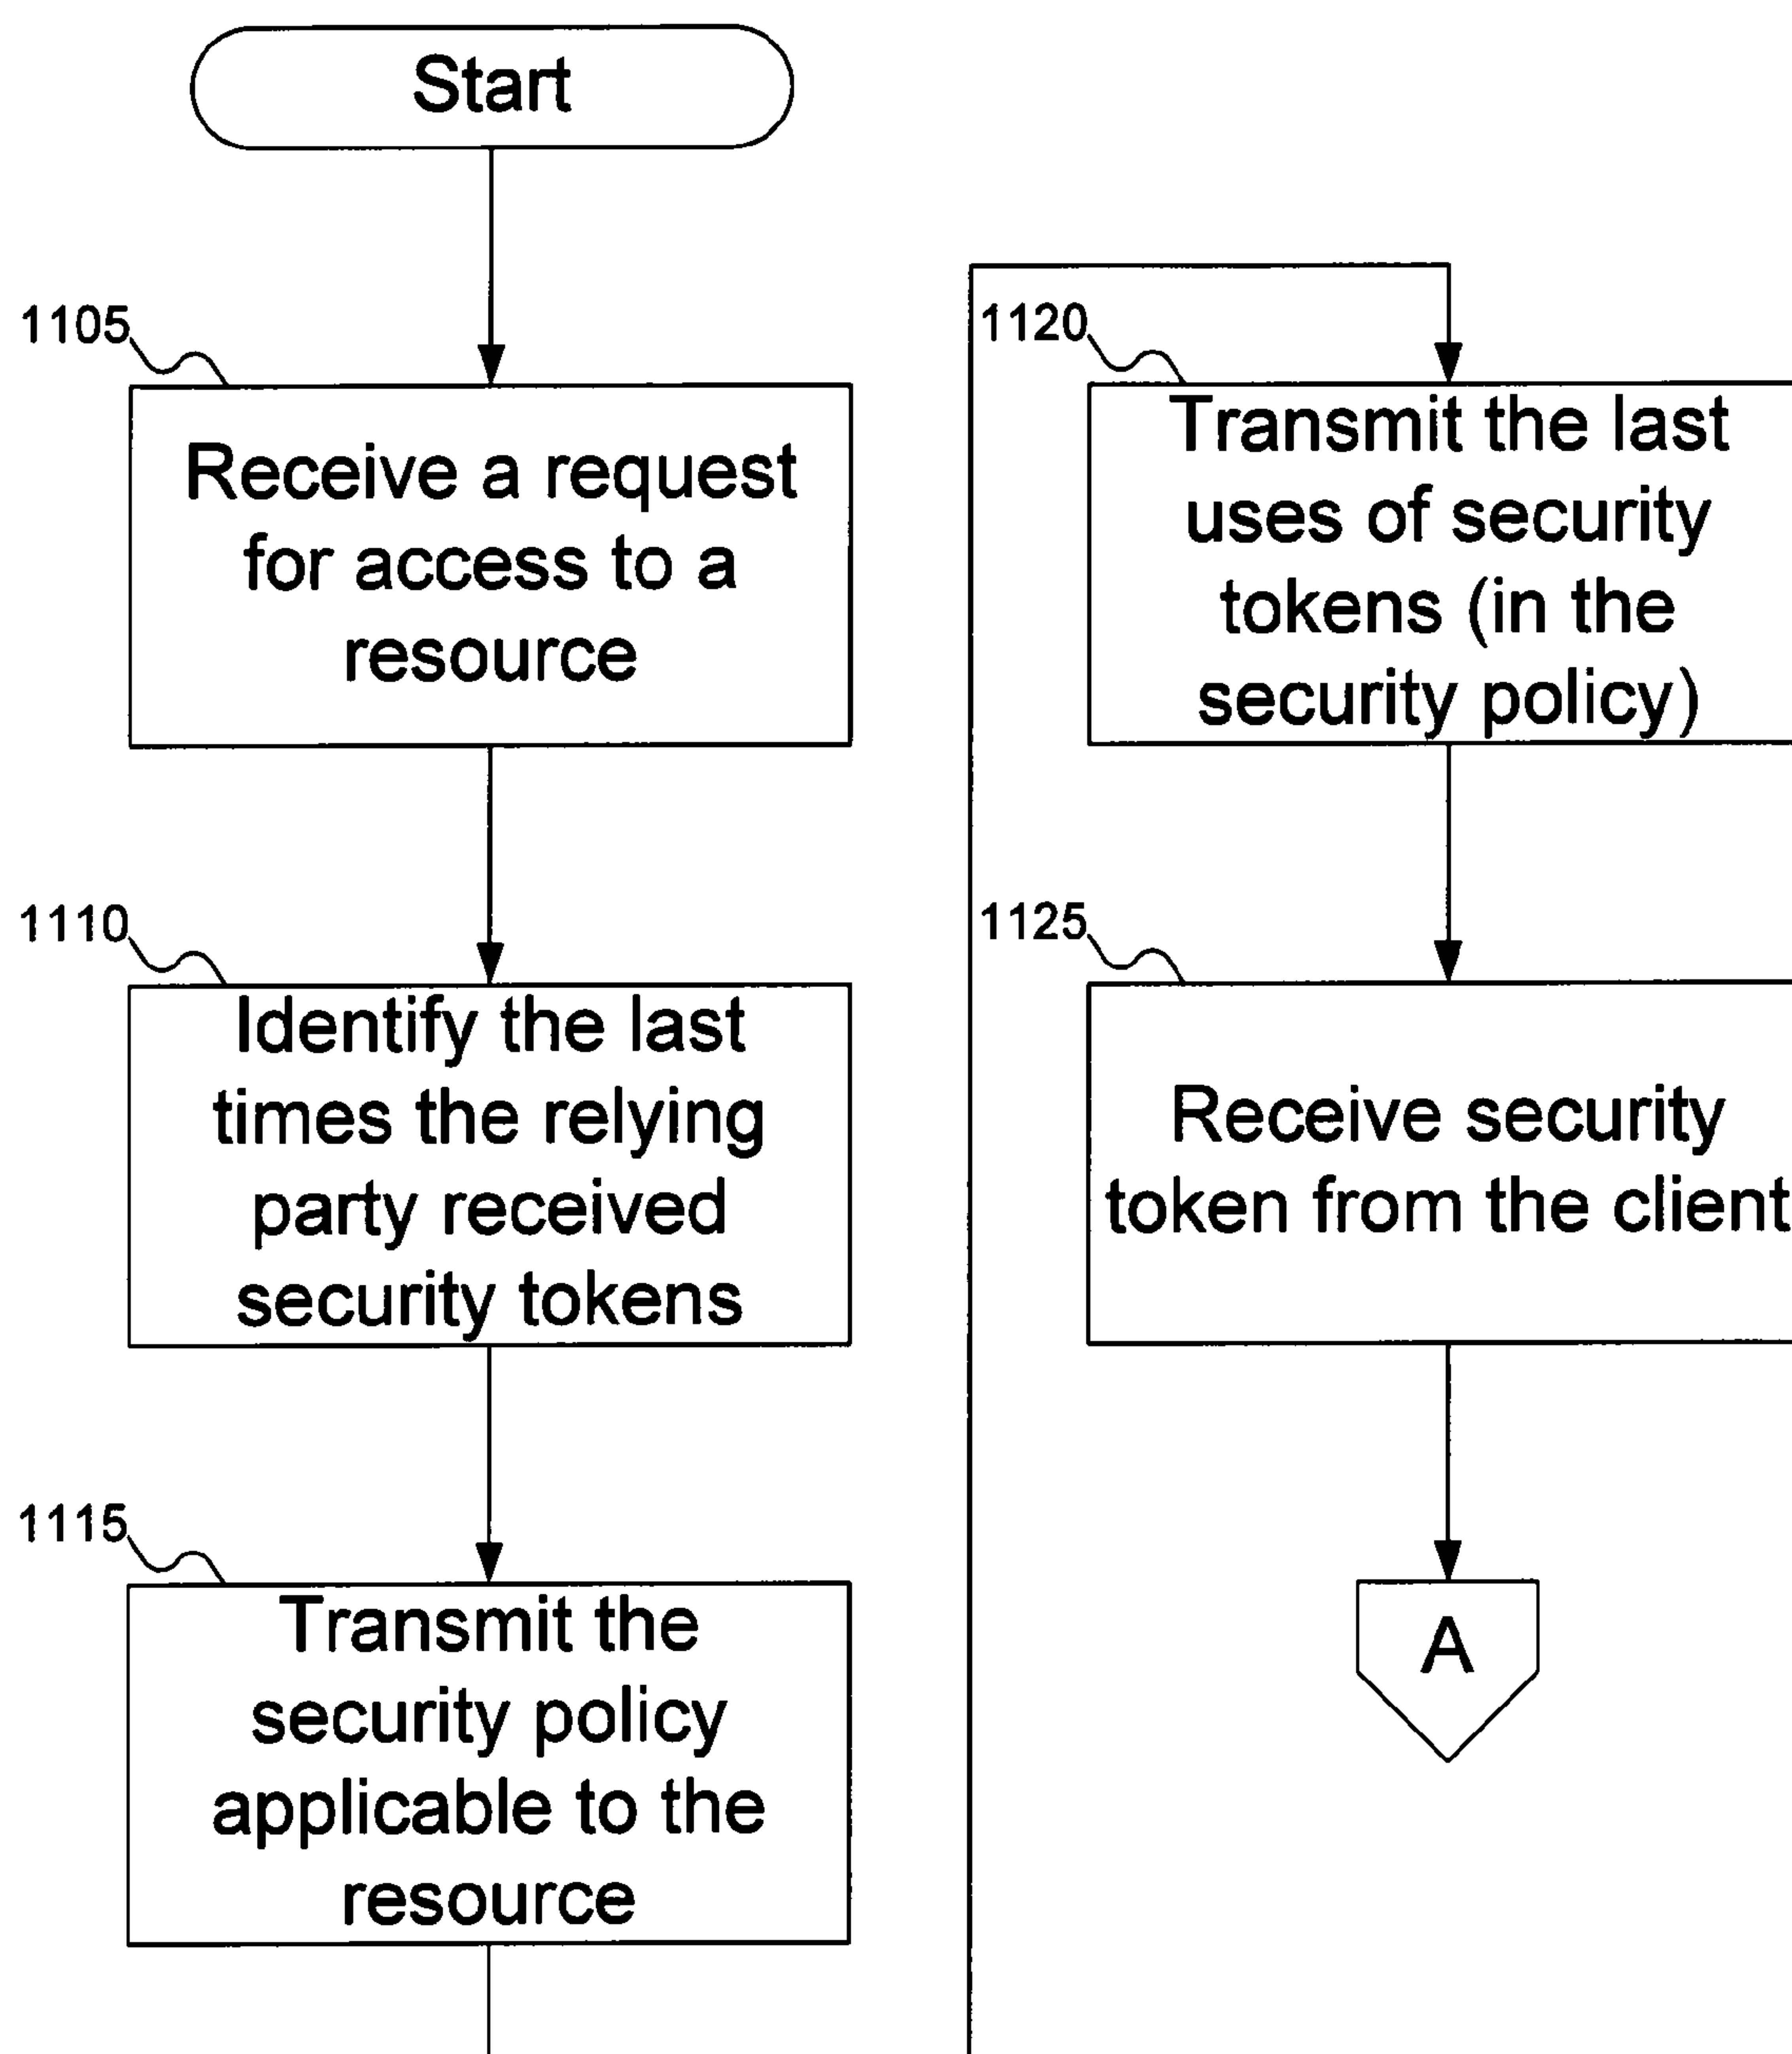 Start
1105
Receive a request
for access to a
resource
1110
Identify the last
times the relying
party received
security tokens
1115
Transmit the
security policy
applicable to the
resource
1120
Transmit the last
uses of security
tokens (in the
security policy)
1125
Receive security
token from the client
A